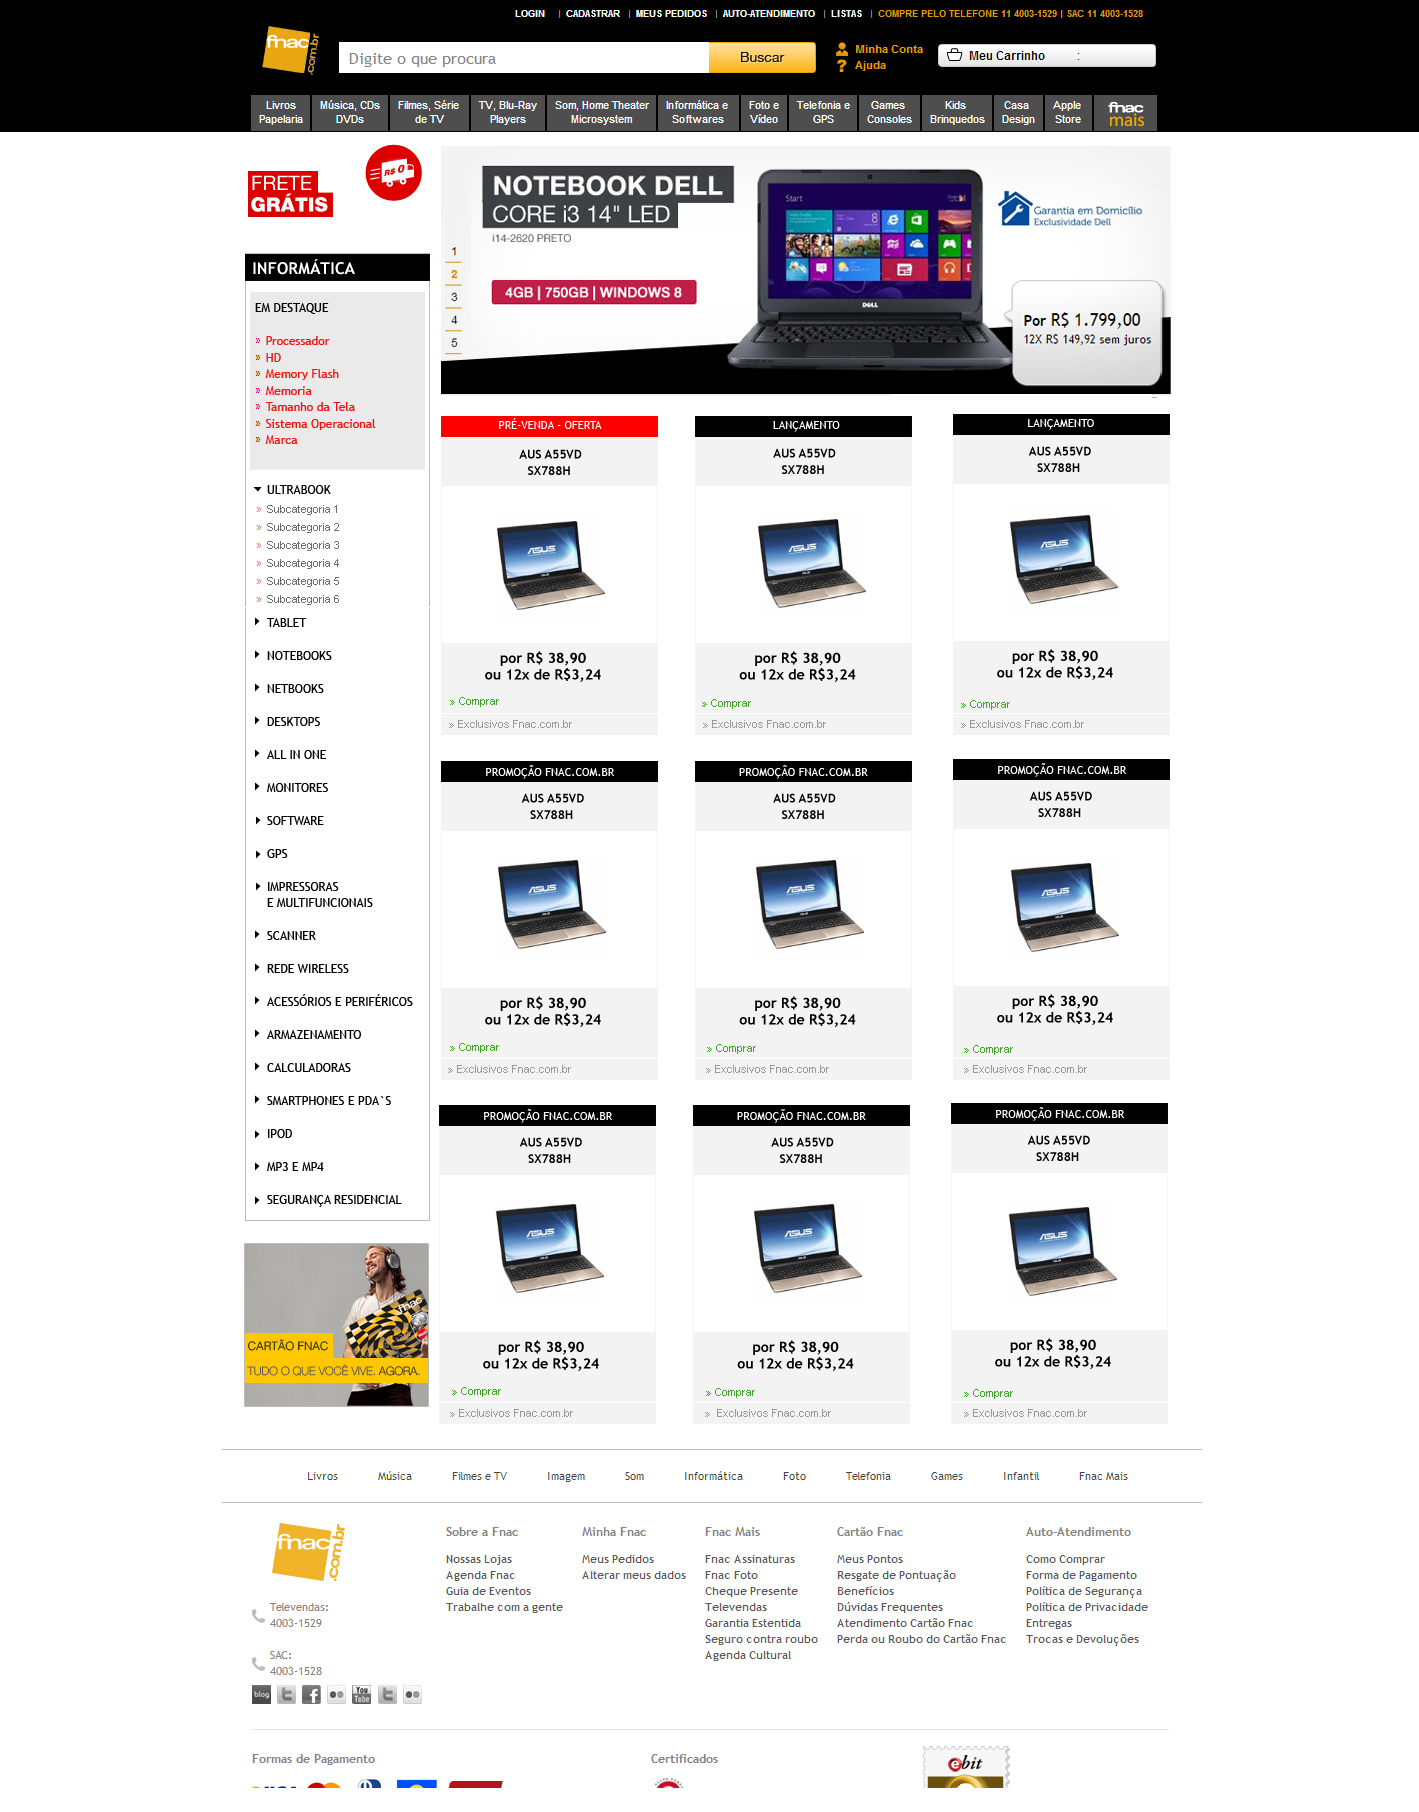 LOGIN | CADASTRAR | MEUS PEDIDOS | AUTO-ATENDIMENTO | LISTAS | COMPRE PELO TELEFONE 11 4003-1529 | SAC 11 4003-1528
fnac .com.br
Digite o que procura
Buscar
Minha Conta
Ajuda
Meu Carrinho :
Livros Papelaria
Música, CDs DVDs
Filmes, Série de TV
TV, Blu-Ray Players
Som, Home Theater Microsystem
Informática e Softwares
Foto e Vídeo
Telefonia e GPS
Games Consoles
Kids Brinquedos
Casa Design
Apple Store
fnac mais
FRETE
GRÁTIS
R$ 0
NOTEBOOK DELL
CORE i3 14" LED
i14-2620 PRETO
4GB | 750GB | WINDOWS 8
1
2
3
4
5
Start
DELL
Garantia em Domicílio
Exclusividade Dell
Por R$ 1.799,00
12X R$ 149,92 sem juros
INFORMÁTICA
EM DESTAQUE
» Processador
» HD
» Memory Flash
» Memoria
» Tamanho da Tela
» Sistema Operacional
» Marca
ULTRABOOK
» Subcategoria 1
» Subcategoria 2
» Subcategoria 3
» Subcategoria 4
» Subcategoria 5
» Subcategoria 6
TABLET
NOTEBOOKS
NETBOOKS
DESKTOPS
ALL IN ONE
MONITORES
SOFTWARE
GPS
IMPRESSORAS
E MULTIFUNCIONAIS
SCANNER
REDE WIRELESS
ACESSÓRIOS E PERIFÉRICOS
ARMAZENAMENTO
CALCULADORAS
SMARTPHONES E PDA`S
IPOD
MP3 E MP4
SEGURANÇA RESIDENCIAL
fnac
CARTÃO FNAC
TUDO O QUE VOCÊ VIVE. AGORA.
PRÉ-VENDA - OFERTA
AUS A55VD
SX788H
ASUS
por R$ 38,90
ou 12x de R$3,24
» Comprar
» Exclusivos Fnac.com.br
LANÇAMENTO
AUS A55VD
SX788H
ASUS
por R$ 38,90
ou 12x de R$3,24
» Comprar
» Exclusivos Fnac.com.br
LANÇAMENTO
AUS A55VD
SX788H
ASUS
por R$ 38,90
ou 12x de R$3,24
» Comprar
» Exclusivos Fnac.com.br
PROMOÇÃO FNAC.COM.BR
AUS A55VD
SX788H
ASUS
por R$ 38,90
ou 12x de R$3,24
» Comprar
» Exclusivos Fnac.com.br
PROMOÇÃO FNAC.COM.BR
AUS A55VD
SX788H
ASUS
por R$ 38,90
ou 12x de R$3,24
» Comprar
» Exclusivos Fnac.com.br
PROMOÇÃO FNAC.COM.BR
AUS A55VD
SX788H
ASUS
por R$ 38,90
ou 12x de R$3,24
» Comprar
» Exclusivos Fnac.com.br
PROMOÇÃO FNAC.COM.BR
AUS A55VD
SX788H
ASUS
por R$ 38,90
ou 12x de R$3,24
» Comprar
» Exclusivos Fnac.com.br
PROMOÇÃO FNAC.COM.BR
AUS A55VD
SX788H
ASUS
por R$ 38,90
ou 12x de R$3,24
» Comprar
» Exclusivos Fnac.com.br
PROMOÇÃO FNAC.COM.BR
AUS A55VD
SX788H
ASUS
por R$ 38,90
ou 12x de R$3,24
» Comprar
» Exclusivos Fnac.com.br
Livros Música Filmes e TV Imagem Som Informática Foto Telefonia Games Infantil Fnac Mais
fnac .com.br
Televendas:
4003-1529
SAC:
4003-1528
blog
You Tube
Sobre a Fnac
Nossas Lojas
Agenda Fnac
Guia de Eventos
Trabalhe com a gente
Minha Fnac
Meus Pedidos
Alterar meus dados
Fnac Mais
Fnac Assinaturas
Fnac Foto
Cheque Presente
Televendas
Garantia Estentida
Seguro contra roubo
Agenda Cultural
Cartão Fnac
Meus Pontos
Resgate de Pontuação
Benefícios
Dúvidas Frequentes
Atendimento Cartão Fnac
Perda ou Roubo do Cartão Fnac
Auto-Atendimento
Como Comprar
Forma de Pagamento
Política de Segurança
Política de Privacidade
Entregas
Trocas e Devoluções
Formas de Pagamento
Certificados
ebit